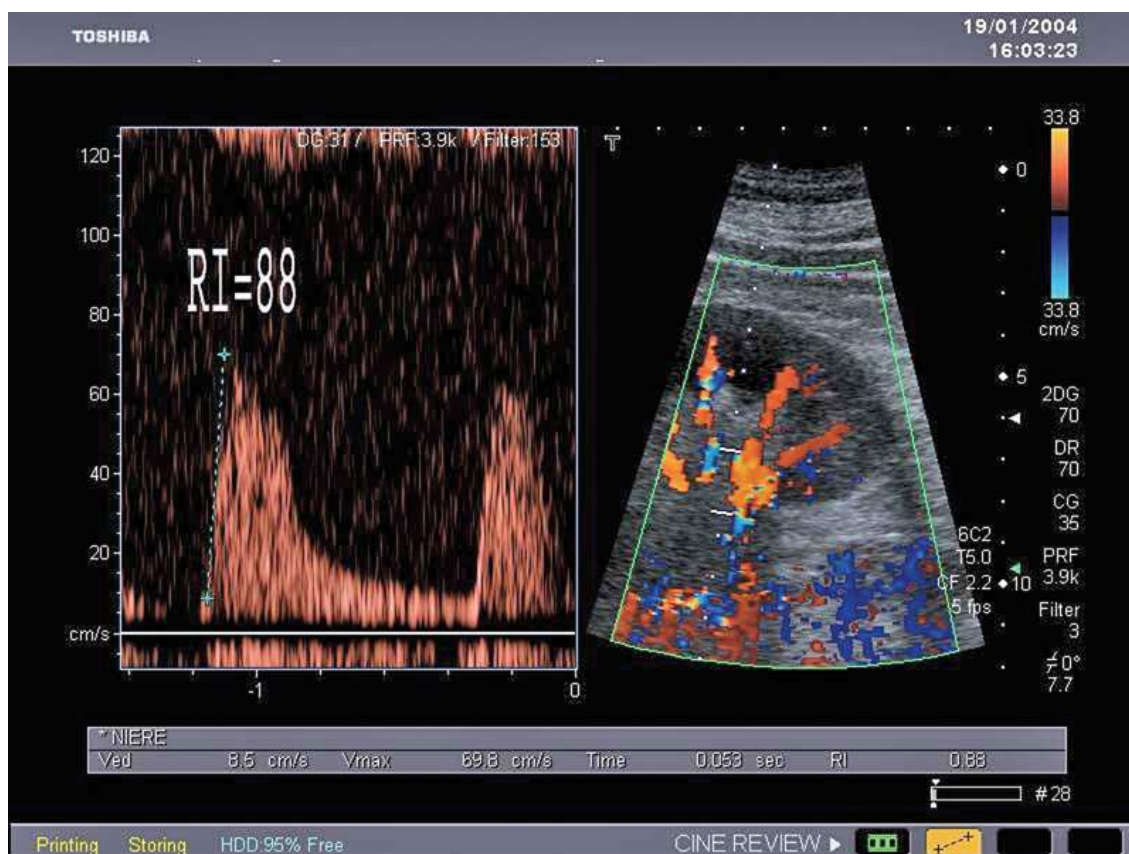 TOSHIBA
19/01/2004
16:03:23
DG:31 / PRF:3.9k / Filter:153
120
100
80
60
40
20
cm/s
-1
0
RI=88
T
0
5
10
33.8
33.8
cm/s
2DG
70
DR
70
CG
35
PRF
3.9k
Filter
3
0°
7.7
6C2
T5.0
CF 2.2
5 fps
* NIERE
Ved 8.5 cm/s Vmax 69.8 cm/s Time 0.053 sec RI 0.88
#28
Printing Storing HDD:95% Free CINE REVIEW